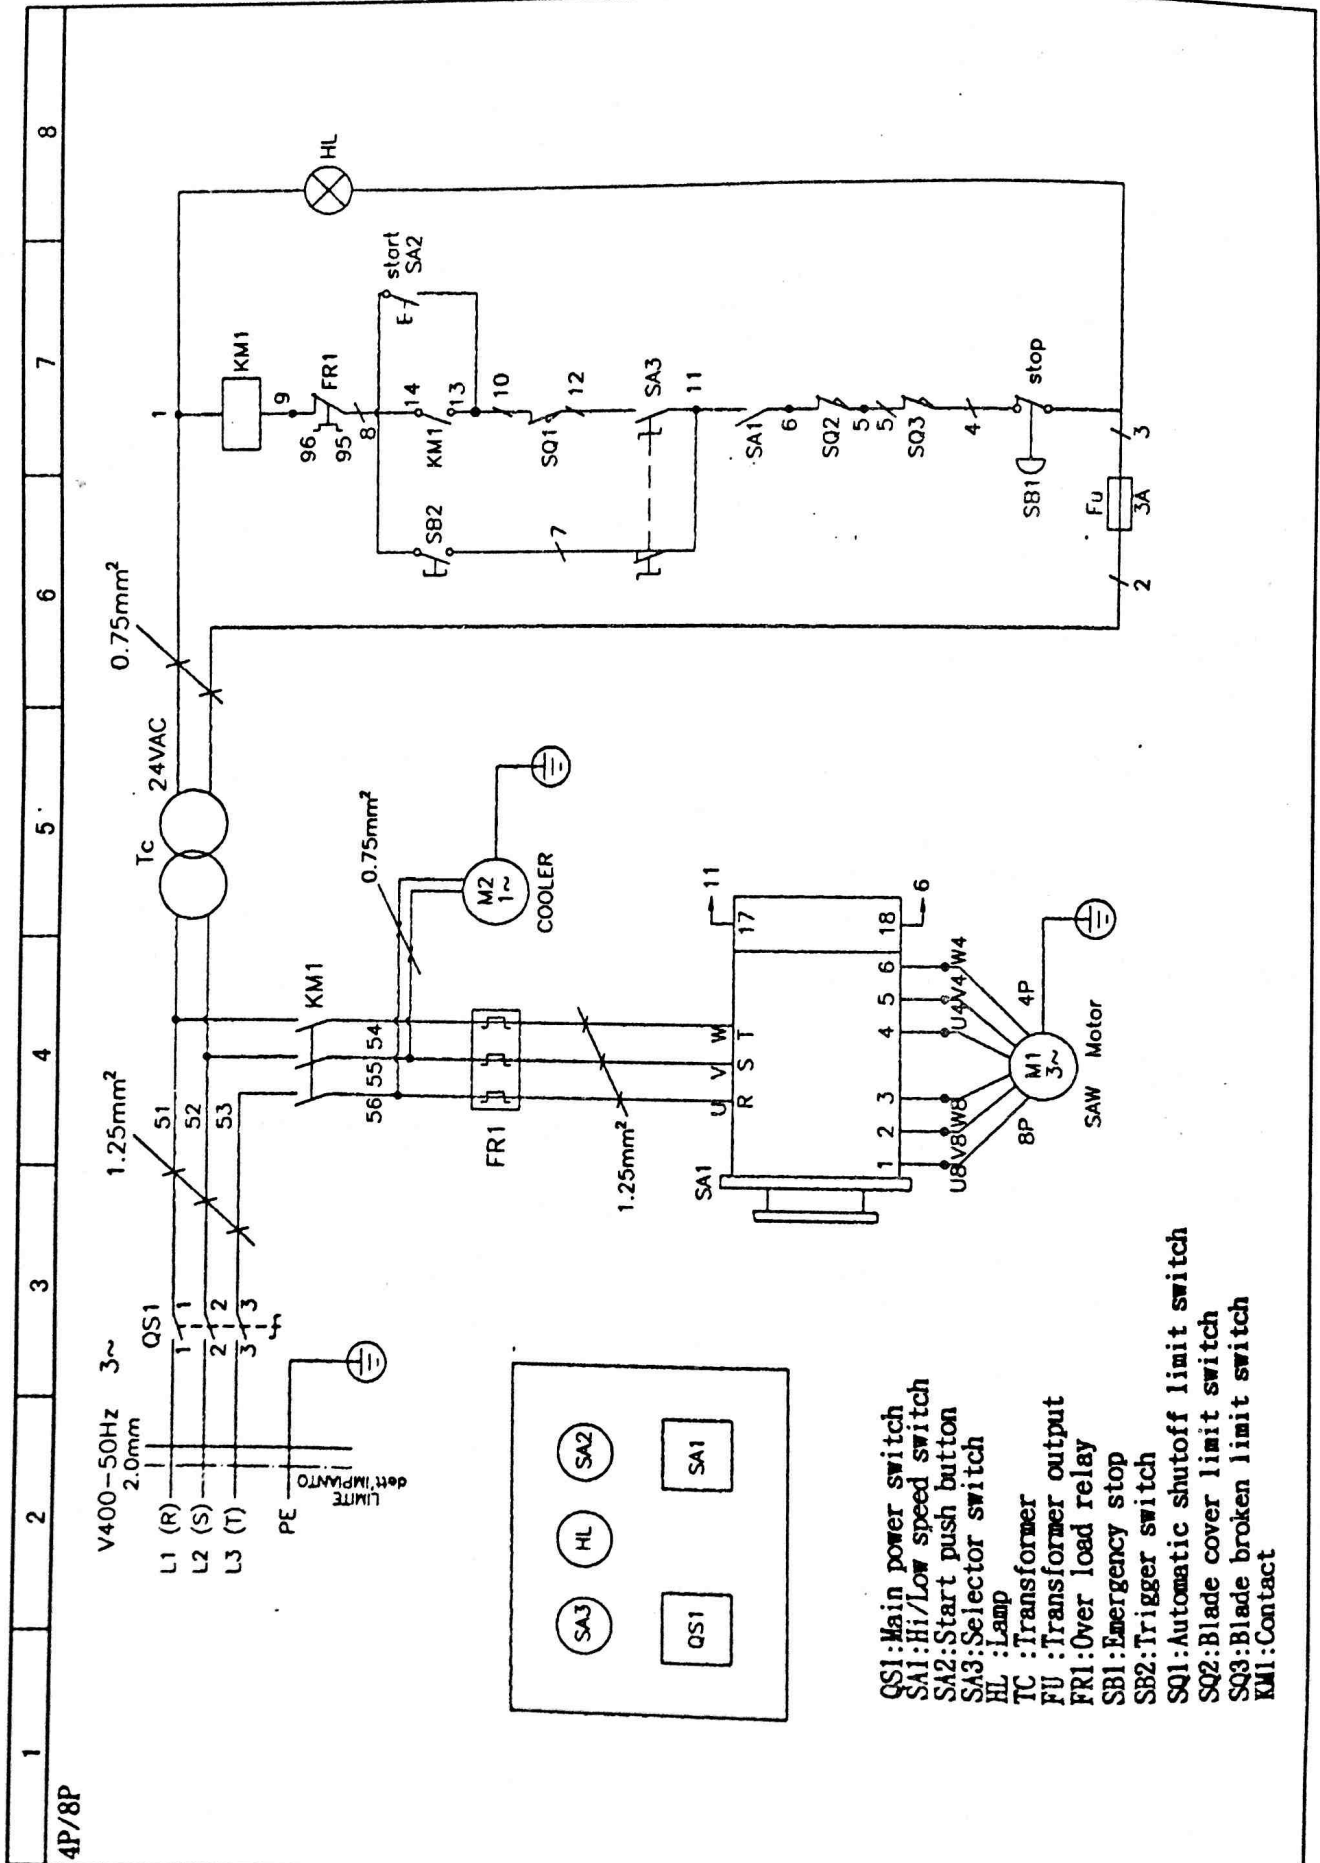 1 2 3 4 5 6 7 8
4P/8P
V400-50Hz 3~
2.0mm
L1 (R)
L2 (S)
L3 (T)
PE
LIMITE
dett'IMPIANTO
QS1
1 1
2 2
3 3
1.25mm²
51
52
53
Tc
24VAC
0.75mm²
KM1
56 55 54
0.75mm²
M2
1~
COOLER
FR1
1.25mm²
SA1
U V W
R S T
17 11
18 6
1 2 3 4 5 6
U8 V8 W8 U4 V4 W4
8P 4P
M1
3~
SAW Motor
1
KM1
9
96
95
FR1
8
14
13
KM1
start
SA2
E
HL
SB2
7
10
SQ1
12
SA3
11
SA1
6
SQ2
5
5
SQ3
4
SB1
stop
Fu
3A
2
3
SA3 HL SA2
QS1 SA1
QS1:Main power switch
SA1:Hi/Low speed switch
SA2:Start push button
SA3:Selector switch
HL :Lamp
TC :Transformer
FU :Transformer output
FR1:Over load relay
SB1:Emergency stop
SB2:Trigger switch
SQ1:Automatic shutoff limit switch
SQ2:Blade cover limit switch
SQ3:Blade broken limit switch
KM1:Contact